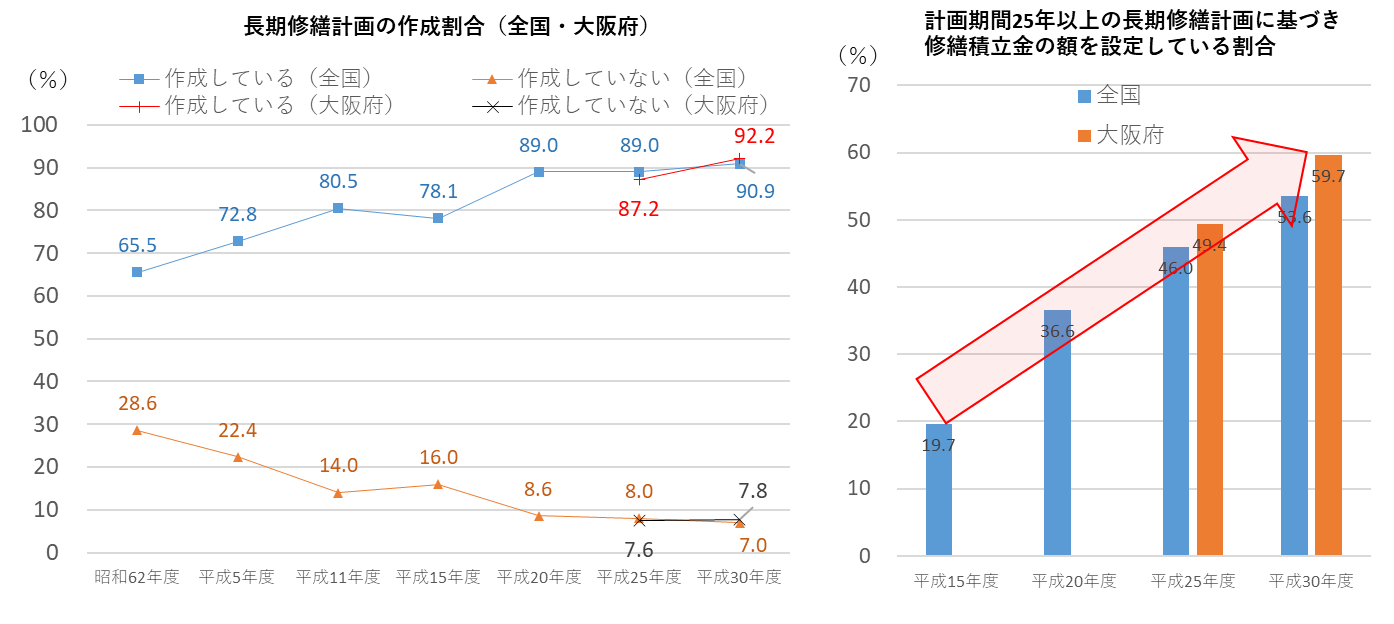 長期修繕計画の作成割合（全国・大阪府）
（%）
作成している（全国）
作成していない（全国）
作成している（大阪府）
作成していない（大阪府）
100
90
80
70
60
50
40
30
20
10
0
65.5
72.8
80.5
78.1
89.0
89.0
90.9
87.2
92.2
28.6
22.4
14.0
16.0
8.6
8.0
7.0
7.6
7.8
昭和62年度
平成5年度
平成11年度
平成15年度
平成20年度
平成25年度
平成30年度
計画期間25年以上の長期修繕計画に基づき
修繕積立金の額を設定している割合
（%）
全国
大阪府
70
60
50
40
30
20
10
0
19.7
36.6
46.0
49.4
53.6
59.7
平成15年度
平成20年度
平成25年度
平成30年度